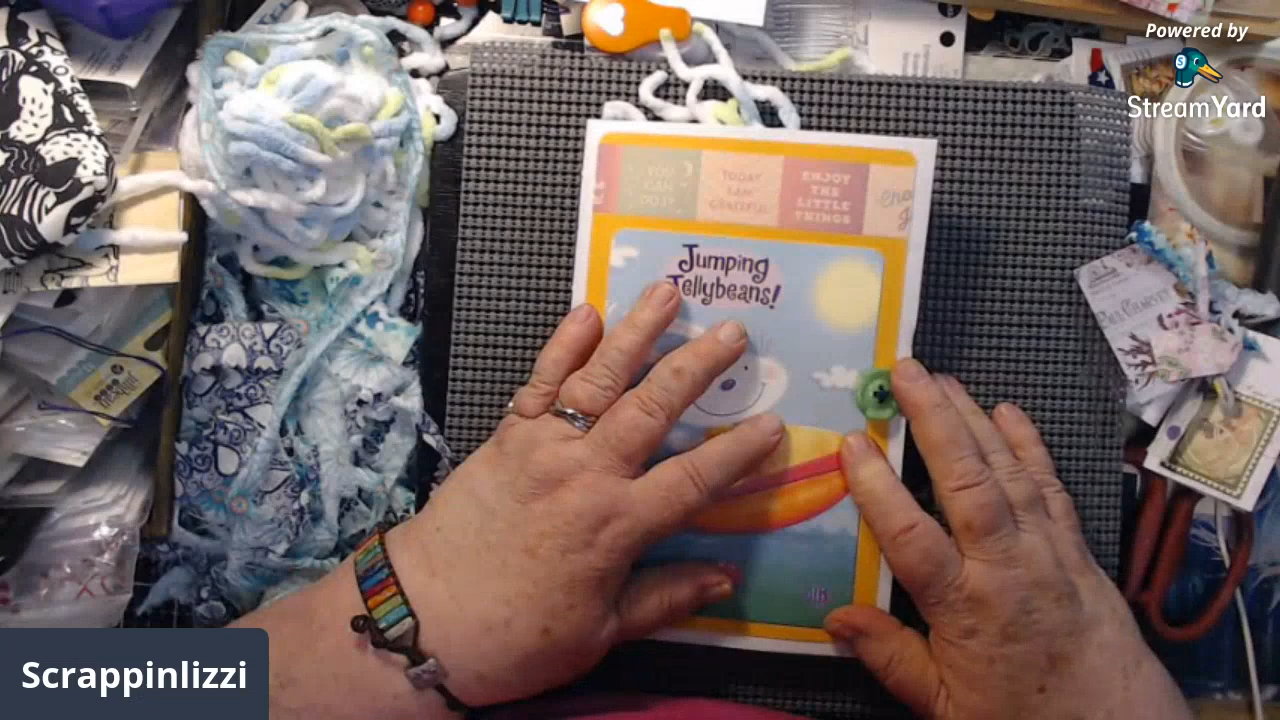 Powered by
StreamYard
YOU
CAN
DO IT
TODAY
I AM
GRATEFUL
ENJOY
THE
LITTLE
THINGS
Jumping
Jellybeans!
Scrappinlizzi